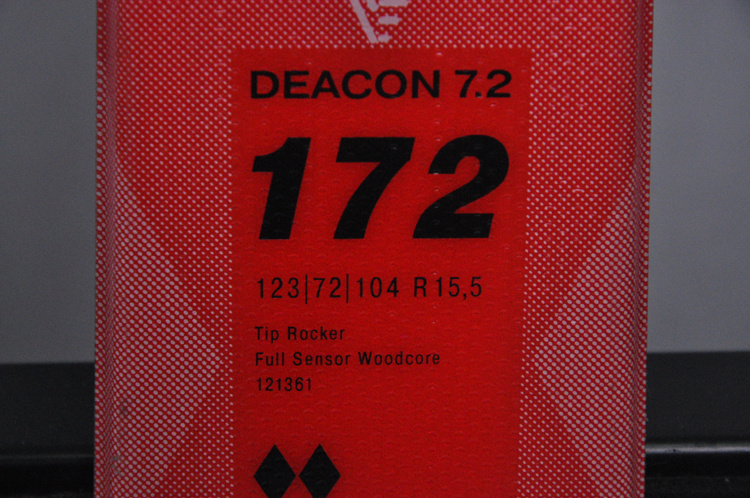 DEACON 7.2
172
123|72|104 R15,5
Tip Rocker
Full Sensor Woodcore
121361